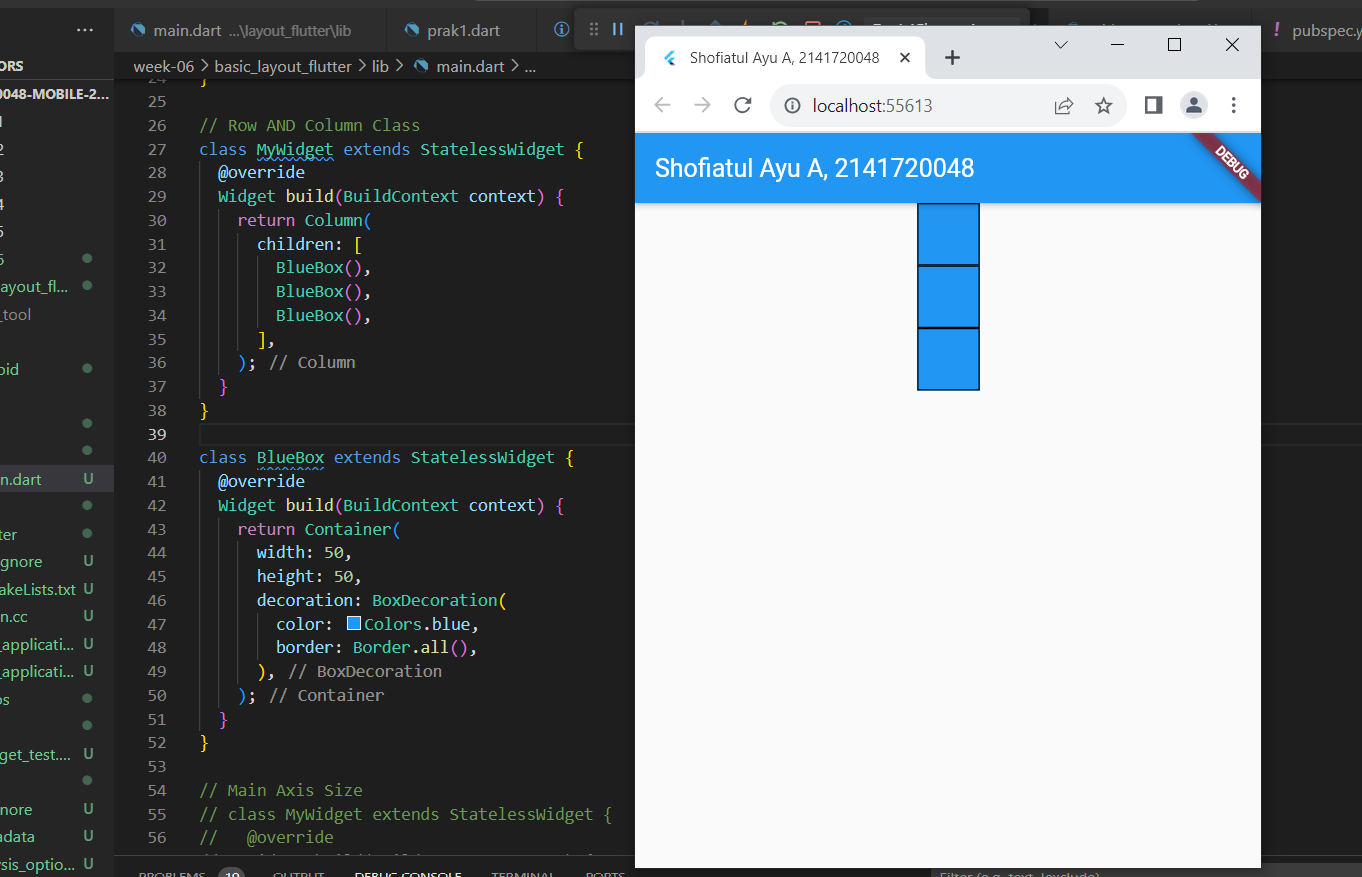 main.dart ...\layout_flutter\lib
prak1.dart
pubspec.y
ORS
week-06 > basic_layout_flutter > lib > main.dart > ...
0048-MOBILE-2...
ayout_fl...
_tool
oid
n.dart U
ter
gnore U
akeLists.txt U
n.cc U
_applicati... U
_applicati... U
os
get_test.... U
nore U
adata U
sis_optio... U
24 }
25
26 // Row AND Column Class
27 class MyWidget extends StatelessWidget {
28 @override
29 Widget build(BuildContext context) {
30 return Column(
31 children: [
32 BlueBox(),
33 BlueBox(),
34 BlueBox(),
35 ],
36 ); // Column
37 }
38 }
39
40 class BlueBox extends StatelessWidget {
41 @override
42 Widget build(BuildContext context) {
43 return Container(
44 width: 50,
45 height: 50,
46 decoration: BoxDecoration(
47 color: Colors.blue,
48 border: Border.all(),
49 ), // BoxDecoration
50 ); // Container
51 }
52 }
53
54 // Main Axis Size
55 // class MyWidget extends StatelessWidget {
56 // @override
PROBLEMS 10 OUTPUT DEBUG CONSOLE TERMINAL PORTS
Filter (e.g. text, !exclude)
Shofiatul Ayu A, 2141720048
localhost:55613
Shofiatul Ayu A, 2141720048
DEBUG